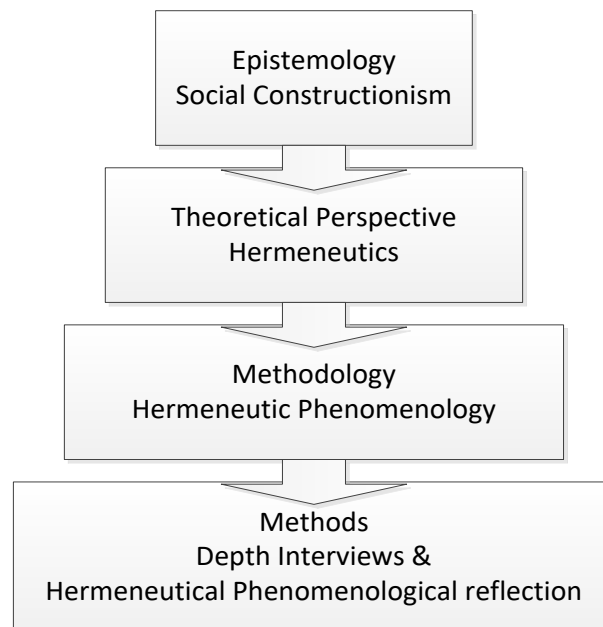 Epistemology
Social Constructionism
Theoretical Perspective
Hermeneutics
Methodology
Hermeneutic Phenomenology
Methods
Depth Interviews &
Hermeneutical Phenomenological reflection